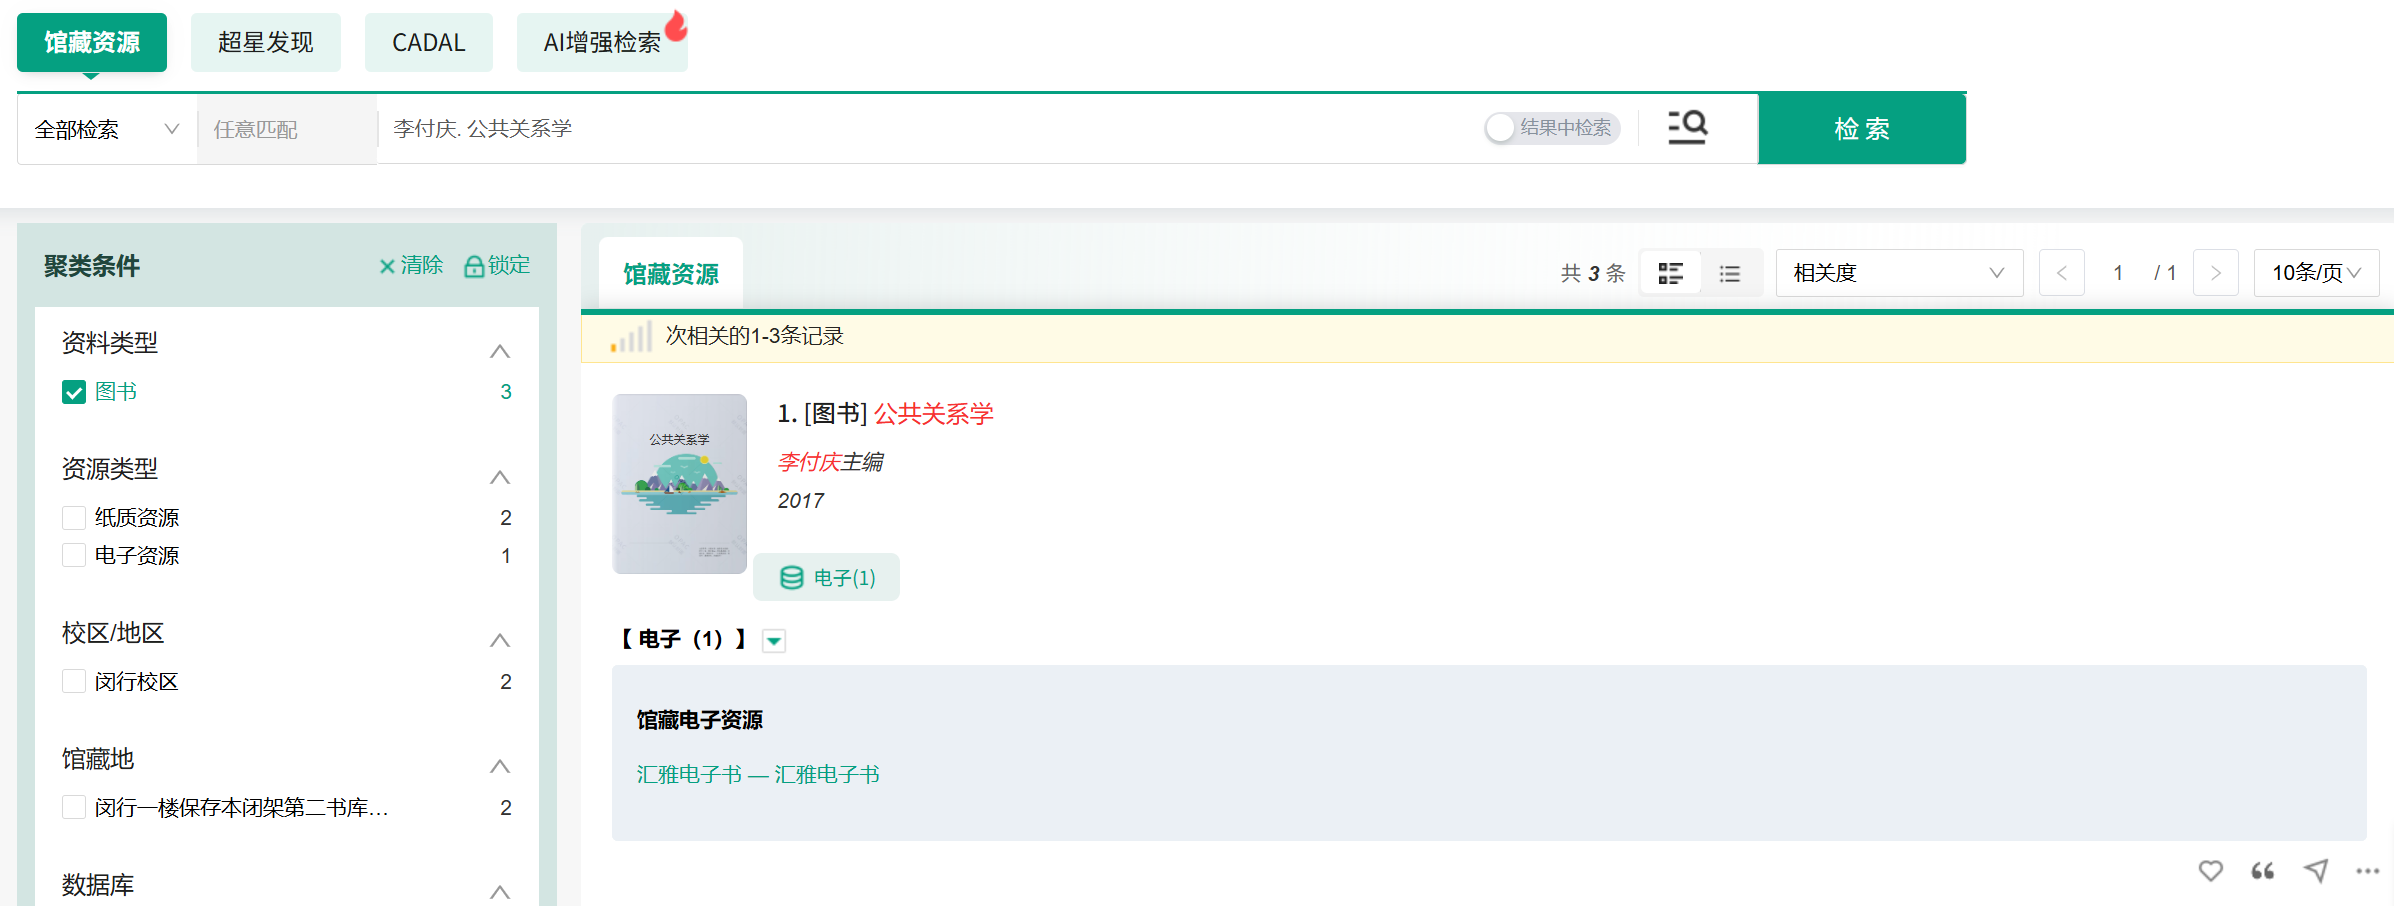 馆藏资源
超星发现
CADAL
AI增强检索
全部检索
任意匹配
李付庆. 公共关系学
结果中检索
检 索
聚类条件
清除
锁定
资料类型
图书
3
资源类型
纸质资源
2
电子资源
1
校区/地区
闵行校区
2
馆藏地
闵行一楼保存本闭架第二书库…
2
数据库
馆藏资源
共 3 条
相关度
1
/ 1
10条/页
次相关的1-3条记录
公共关系学
1. [图书] 公共关系学
李付庆主编
2017
电子(1)
【 电子（1）】
馆藏电子资源
汇雅电子书 — 汇雅电子书